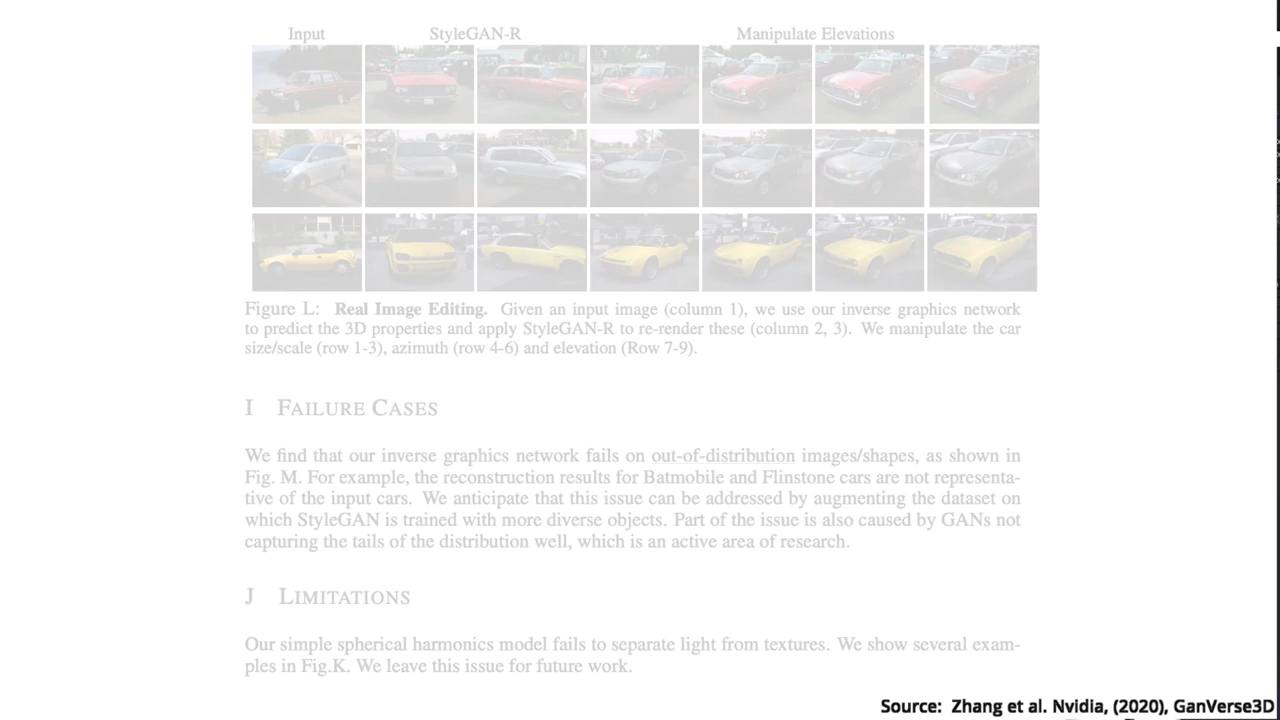 Input StyleGAN-R Manipulate Elevations
Figure L: Real Image Editing. Given an input image (column 1), we use our inverse graphics network
to predict the 3D properties and apply StyleGAN-R to re-render these (column 2, 3). We manipulate the car
size/scale (row 1-3), azimuth (row 4-6) and elevation (Row 7-9).
I FAILURE CASES
We find that our inverse graphics network fails on out-of-distribution images/shapes, as shown in
Fig. M. For example, the reconstruction results for Batmobile and Flinstone cars are not representa-
tive of the input cars. We anticipate that this issue can be addressed by augmenting the dataset on
which StyleGAN is trained with more diverse objects. Part of the issue is also caused by GANs not
capturing the tails of the distribution well, which is an active area of research.
J LIMITATIONS
Our simple spherical harmonics model fails to separate light from textures. We show several exam-
ples in Fig.K. We leave this issue for future work.
Source: Zhang et al. Nvidia, (2020), GanVerse3D